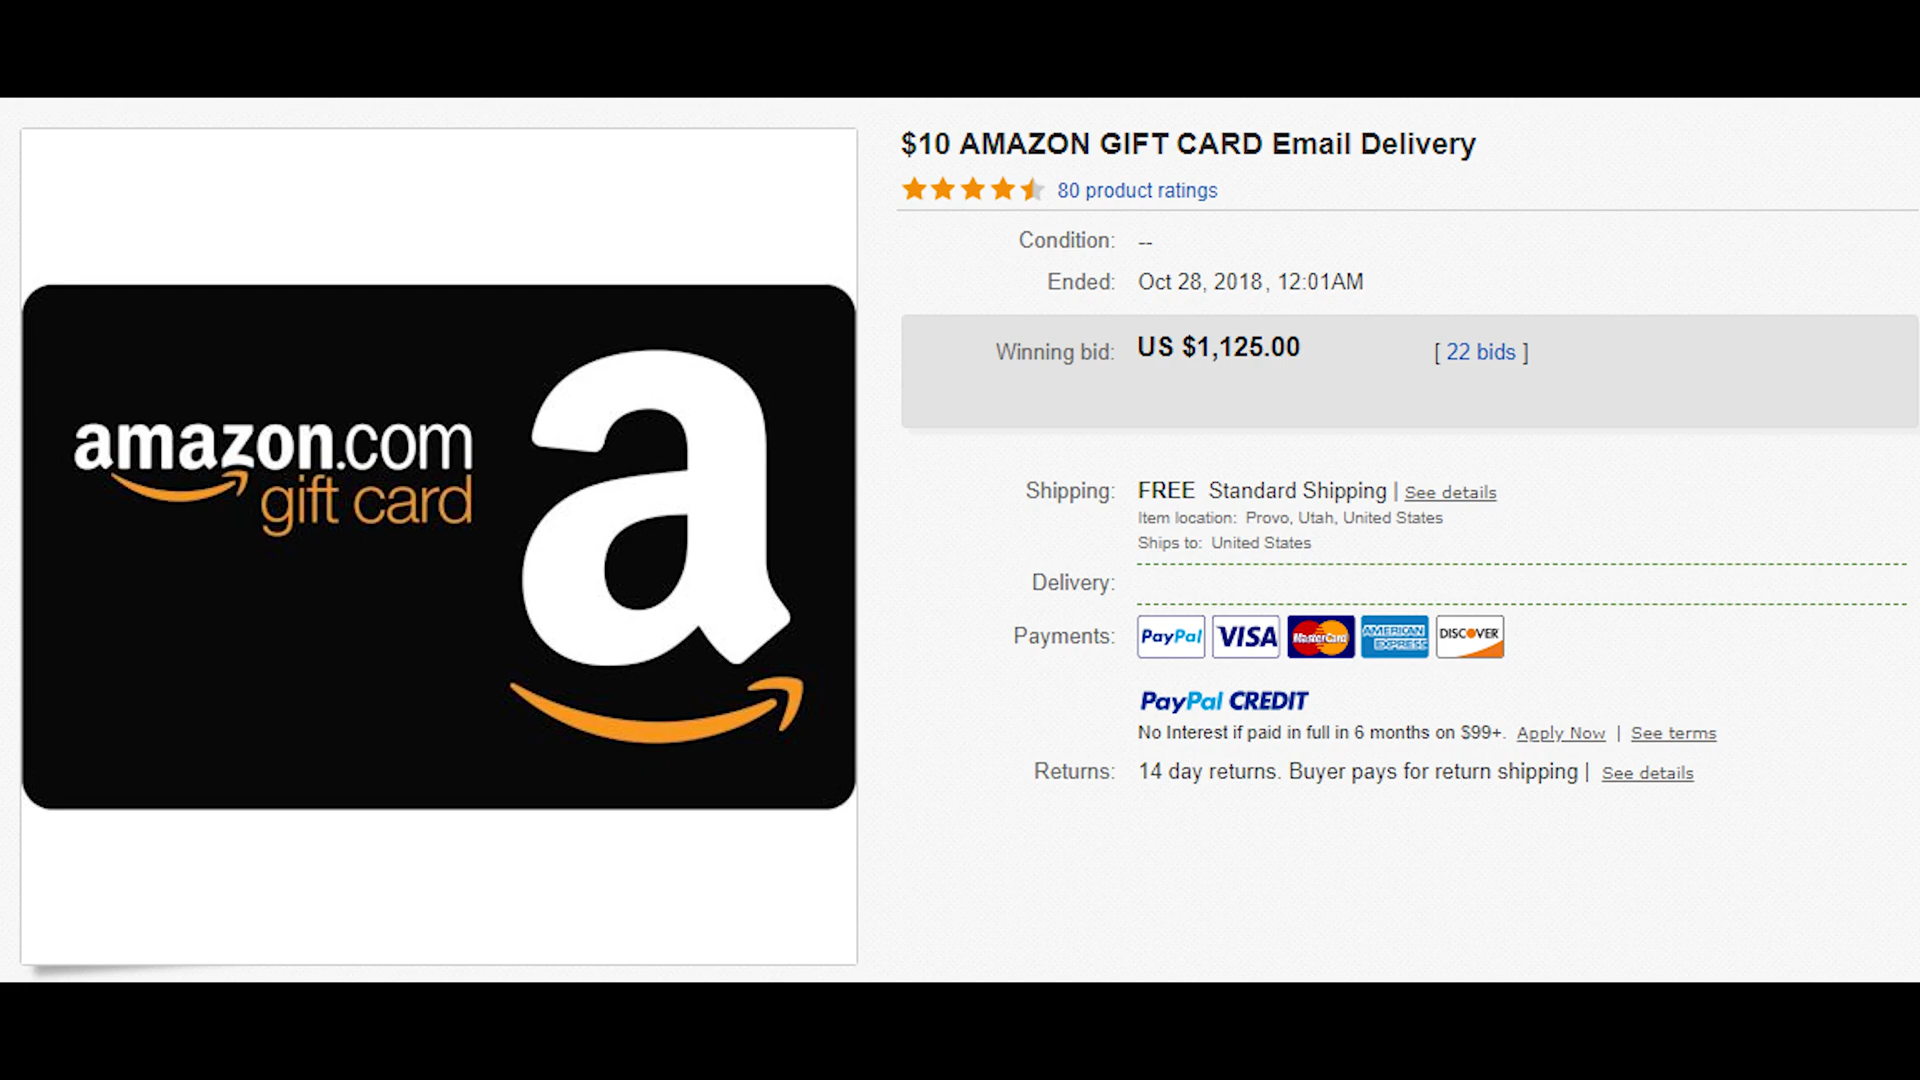 amazon.com
gift card
a
$10 AMAZON GIFT CARD Email Delivery
80 product ratings
Condition: --
Ended: Oct 28, 2018, 12:01AM
Winning bid: US $1,125.00 [ 22 bids ]
Shipping: FREE Standard Shipping | See details
Item location: Provo, Utah, United States
Ships to: United States
Delivery:
Payments: PayPal VISA MasterCard AMERICAN EXPRESS DISCOVER
PayPal CREDIT
No Interest if paid in full in 6 months on $99+. Apply Now | See terms
Returns: 14 day returns. Buyer pays for return shipping | See details